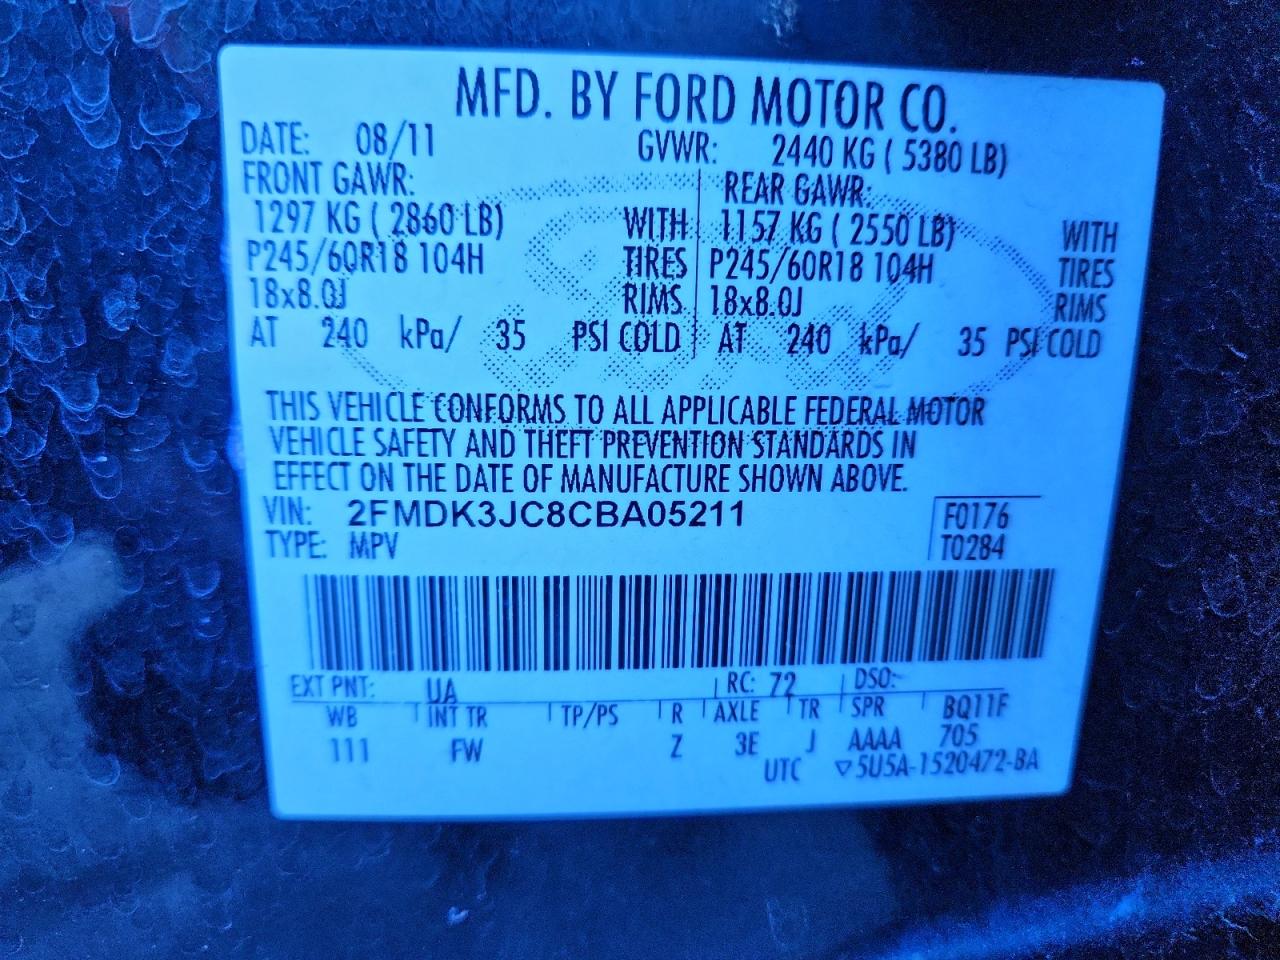 MFD. BY FORD MOTOR CO.
DATE: 08/11 GVWR: 2440 KG ( 5380 LB)
FRONT GAWR: REAR GAWR:
1297 KG ( 2860 LB) WITH 1157 KG ( 2550 LB) WITH
P245/60R18 104H TIRES P245/60R18 104H TIRES
18x8.0J RIMS 18x8.0J RIMS
AT 240 kPa/ 35 PSI COLD AT 240 kPa/ 35 PSI COLD
THIS VEHICLE CONFORMS TO ALL APPLICABLE FEDERAL MOTOR
VEHICLE SAFETY AND THEFT PREVENTION STANDARDS IN
EFFECT ON THE DATE OF MANUFACTURE SHOWN ABOVE.
VIN: 2FMDK3JC8CBA05211 F0176
TYPE: MPV T0284
EXT PNT: UA RC: 72 DSO:
WB INT TR TP/PS R AXLE TR SPR BQ11F
111 FW Z 3E J AAAA 705
UTC ▽5U5A-1520472-BA